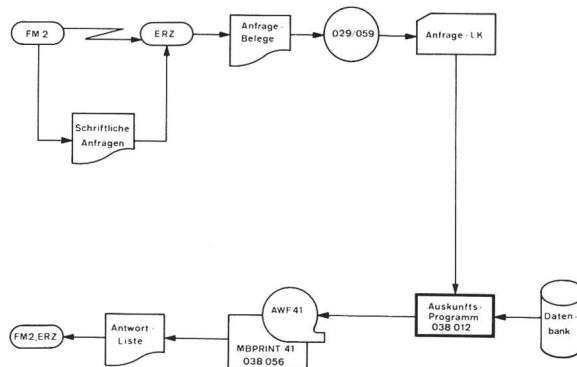 FM 2
ERZ
Anfrage-
Belege
029/059
Anfrage-LK
Schriftliche
Anfragen
AWF 41
Auskunfts-
Programm
038 012
Daten-
bank
FM2,ERZ
Antwort-
Liste
MBPRINT 41
038 056